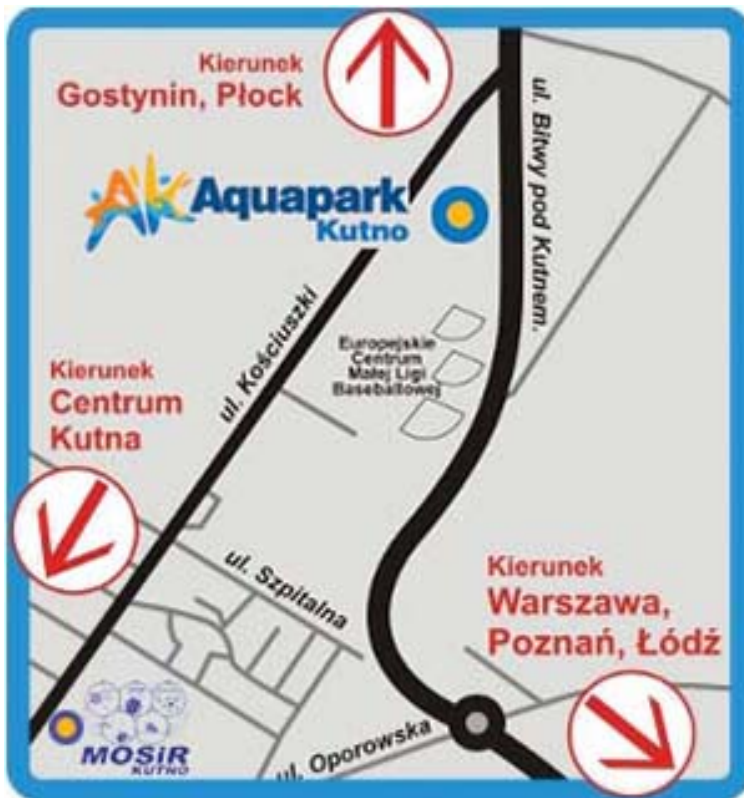 Kierunek
Gostynin, Płock
Aquapark
Kutno
ul. Bitwy pod Kutnem.
ul. Kościuszki
Europejskie
Centrum
Małej Ligi
Baseballowej
Kierunek
Centrum
Kutna
ul. Szpitalna
Kierunek
Warszawa,
Poznań, Łódź
MOSiR
KUTNO
ul. Oporowska